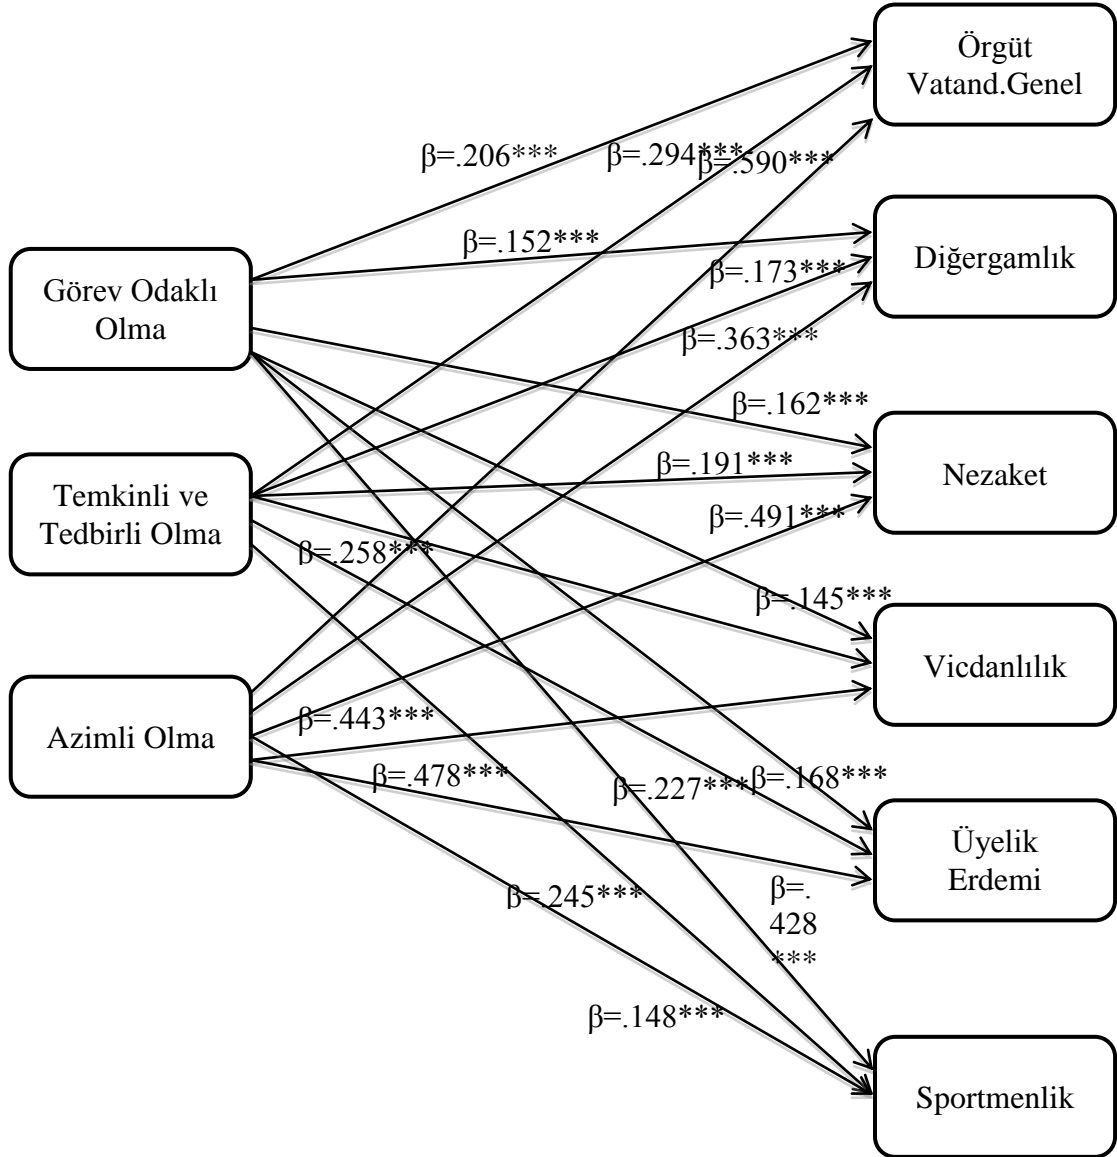 Örgüt
Vatand.Genel
β=.206***
β=.294***
β=.590***
Diğergamlık
β=.152***
β=.173***
Görev Odaklı
Olma
β=.363***
β=.162***
β=.191***
Nezaket
Temkinli ve
Tedbirli Olma
β=.491***
β=.258***
β=.145***
Vicdanlılık
Azimli Olma
β=.443***
β=.478***
β=.227***
β=.168***
Üyelik
Erdemi
β=.245***
β=.
428
***
β=.148***
Sportmenlik